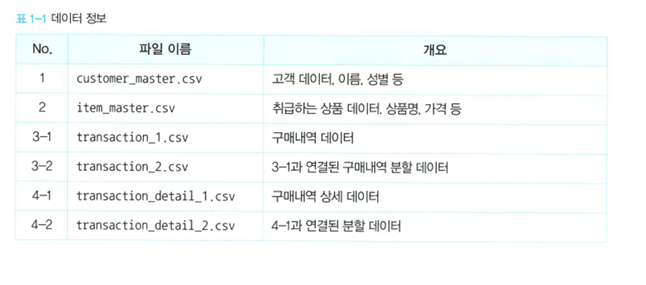 표 1-1 데이터 정보
No. 파일 이름 개요
1 customer_master.csv 고객 데이터, 이름, 성별 등
2 item_master.csv 취급하는 상품 데이터, 상품명, 가격 등
3-1 transaction_1.csv 구매내역 데이터
3-2 transaction_2.csv 3-1과 연결된 구매내역 분할 데이터
4-1 transaction_detail_1.csv 구매내역 상세 데이터
4-2 transaction_detail_2.csv 4-1과 연결된 분할 데이터